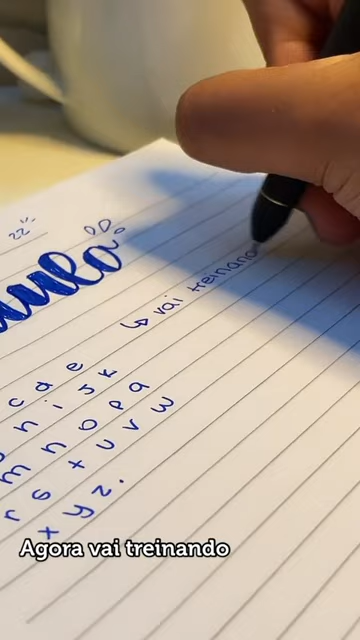 22"
↳ vai treinando
c d e
h i j k
m n o p q
r s t u v w
x y z.
Agora vai treinando